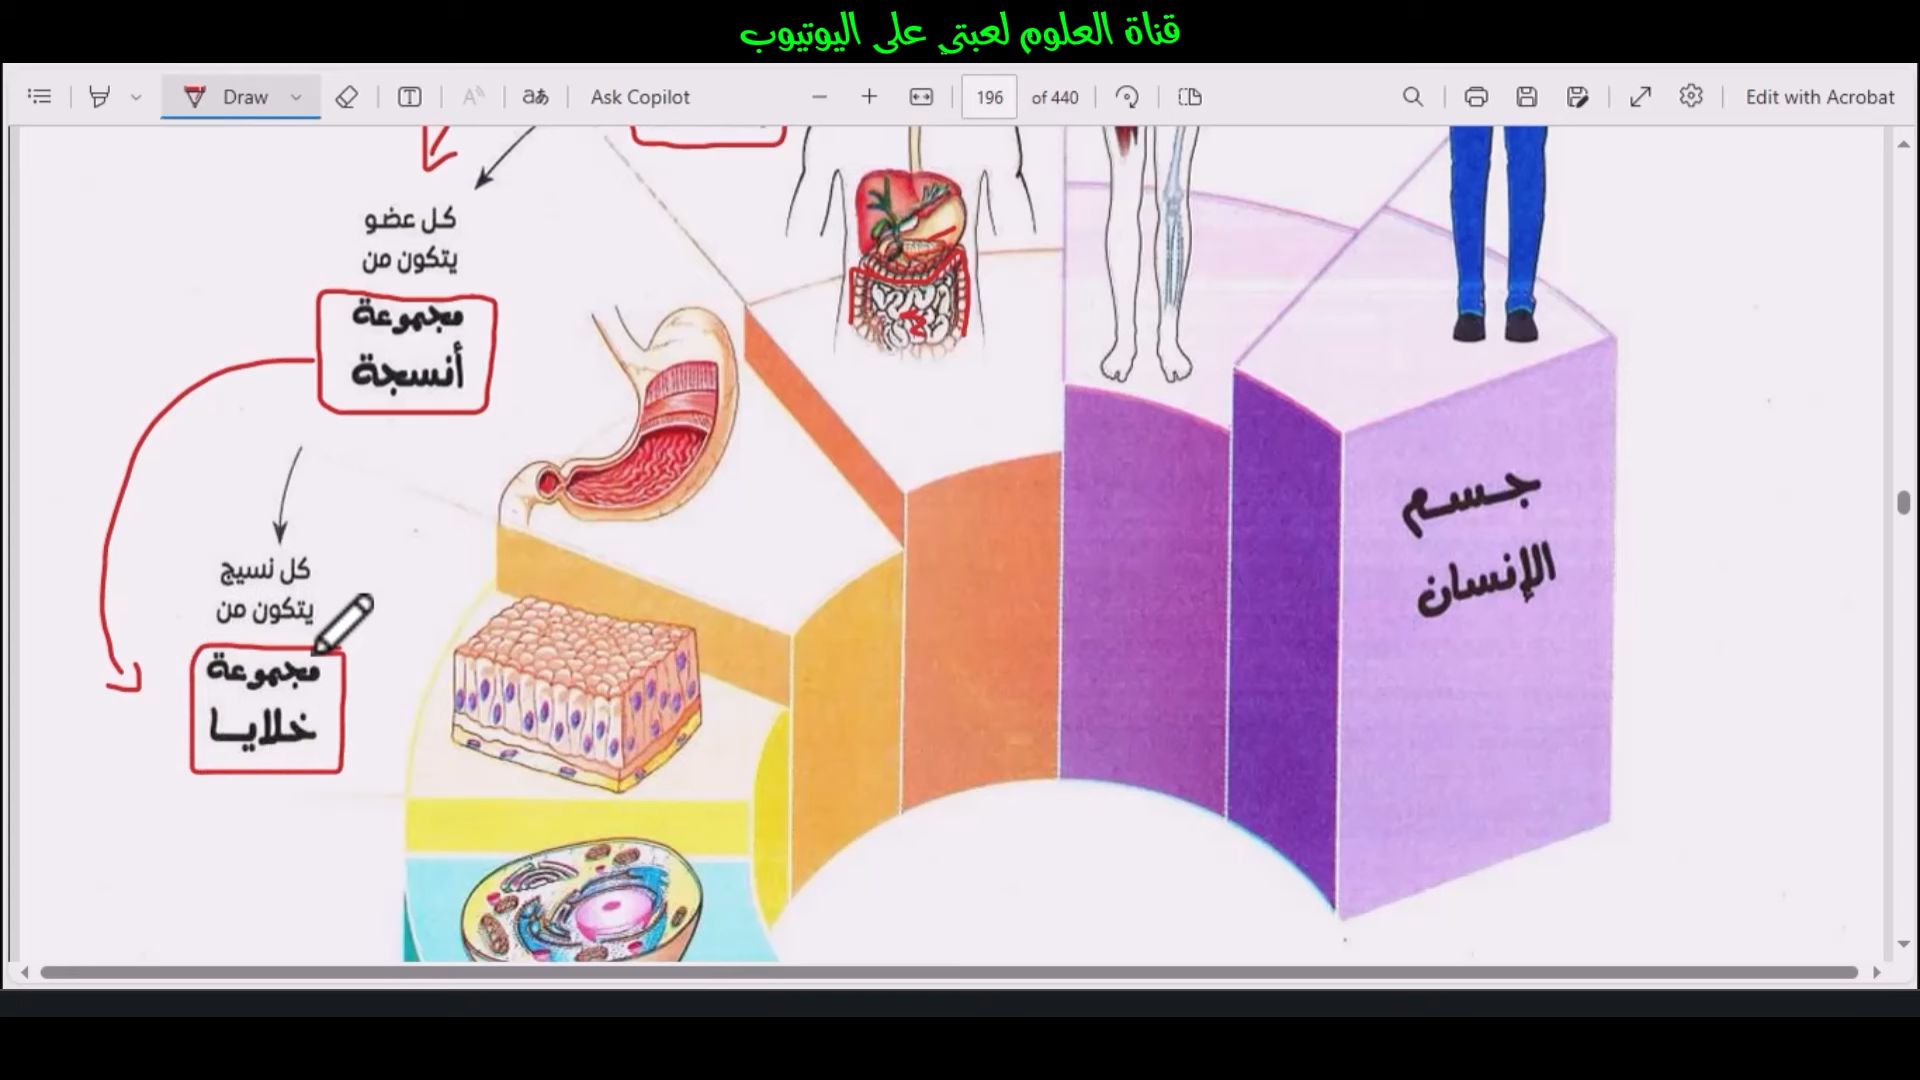 قناة العلوم لعبتي على اليوتيوب
Draw
Ask Copilot
196 of 440
Edit with Acrobat
كل عضو
يتكون من
مجموعة
أنسجة
كل نسيج
يتكون من
مجموعة
خلايا
جسم
الإنسان